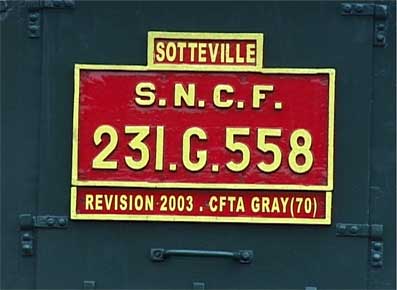 SOTTEVILLE
S.N.C.F.
231.G.558
REVISION 2003 . CFTA GRAY(70)